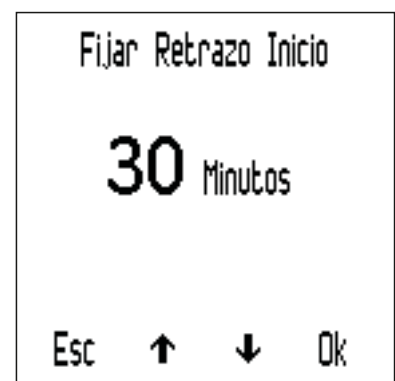 Fijar Retrazo Inicio
30 Minutos
Esc ↑ ↓ Ok